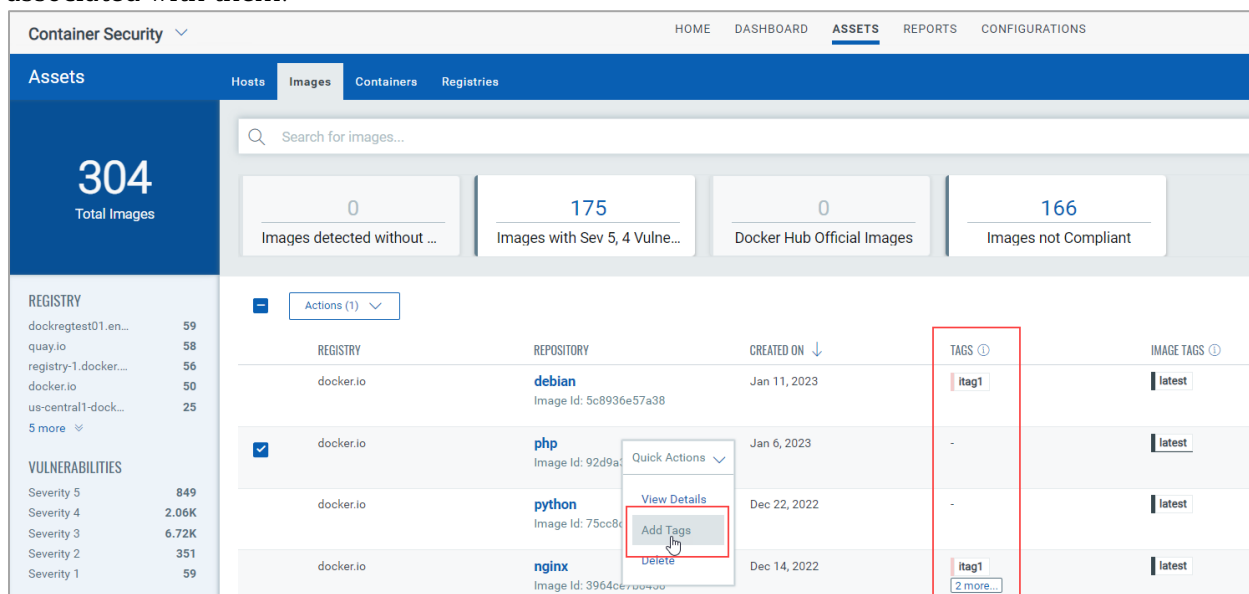 associated with them.
Container Security
HOME DASHBOARD ASSETS REPORTS CONFIGURATIONS
Assets
Hosts Images Containers Registries
Search for images...
304
Total Images
0
Images detected without ...
175
Images with Sev 5, 4 Vulne...
0
Docker Hub Official Images
166
Images not Compliant
REGISTRY
dockregtest01.en... 59
quay.io 58
registry-1.docker.... 56
docker.io 50
us-central1-dock... 25
5 more
VULNERABILITIES
Severity 5 849
Severity 4 2.06K
Severity 3 6.72K
Severity 2 351
Severity 1 59
Actions (1)
REGISTRY REPOSITORY CREATED ON TAGS IMAGE TAGS
docker.io debian Jan 11, 2023 itag1 latest
Image Id: 5c8936e57a38
docker.io php Jan 6, 2023 - latest
Image Id: 92d9a
Quick Actions
View Details
Add Tags
Delete
docker.io python Dec 22, 2022 - latest
Image Id: 75cc8
docker.io nginx Dec 14, 2022 itag1 latest
Image Id:
2 more...